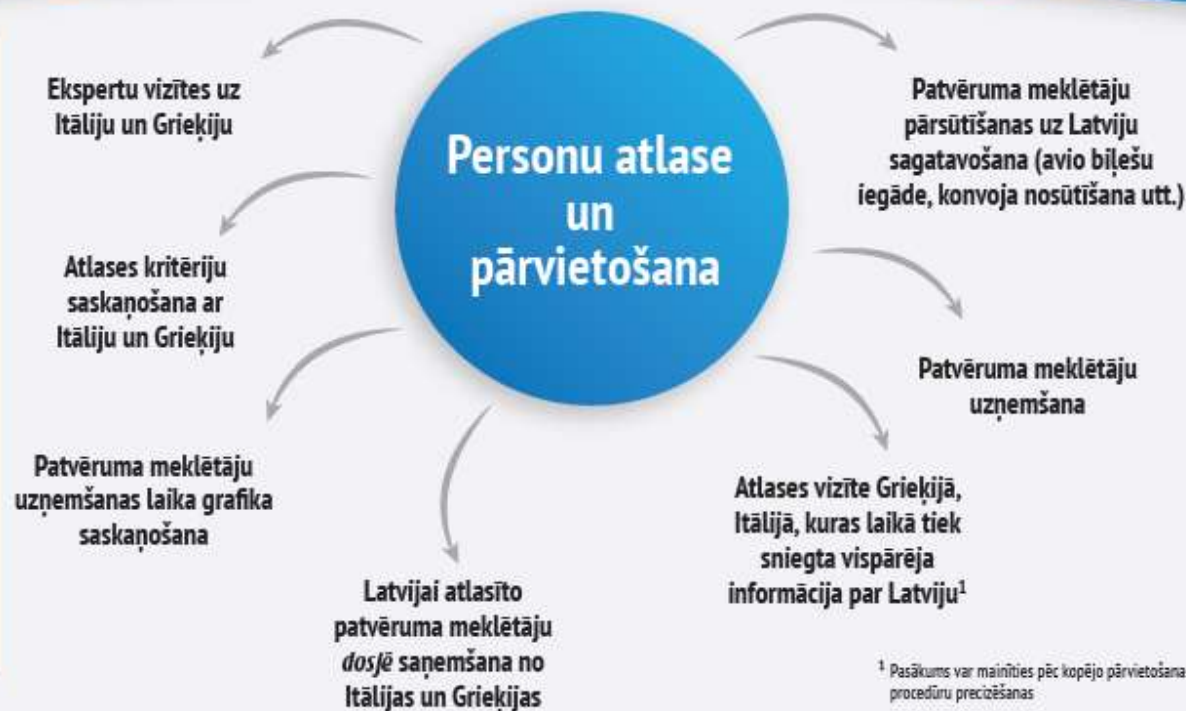 Personu atlase
un
pārvietošana
Ekspertu vizītes uz
Itāliju un Grieķiju
Atlases kritēriju
saskaņošana ar
Itāliju un Grieķiju
Patvēruma meklētāju
uzņemšanas laika grafika
saskaņošana
Latvijai atlasīto
patvēruma meklētāju
dosjē saņemšana no
Itālijas un Grieķijas
Atlases vizīte Grieķijā,
Itālijā, kuras laikā tiek
sniegta vispārēja
informācija par Latviju¹
Patvēruma meklētāju
uzņemšana
Patvēruma meklētāju
pārsūtīšanas uz Latviju
sagatavošana (avio biļešu
iegāde, konvoja nosūtīšana utt.)
¹ Pasākums var mainīties pēc kopējo pārvietošana
procedūru precizēšanas